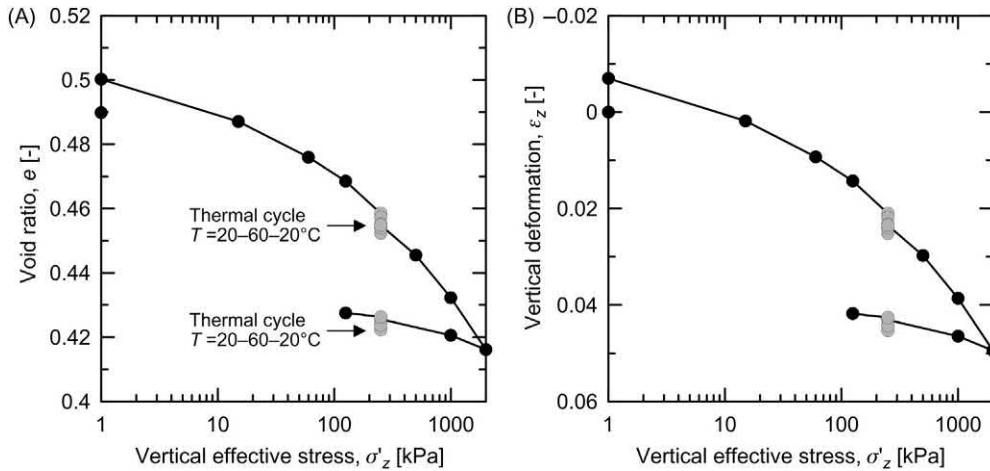 (A)
0.52
0.5
0.48
0.46
0.44
0.42
0.4
Void ratio, e [-]
Thermal cycle
T =20–60–20°C
Thermal cycle
T =20–60–20°C
1 10 100 1000
Vertical effective stress, σ'z [kPa]
(B)
–0.02
0
0.02
0.04
0.06
Vertical deformation, εz [-]
1 10 100 1000
Vertical effective stress, σ'z [kPa]